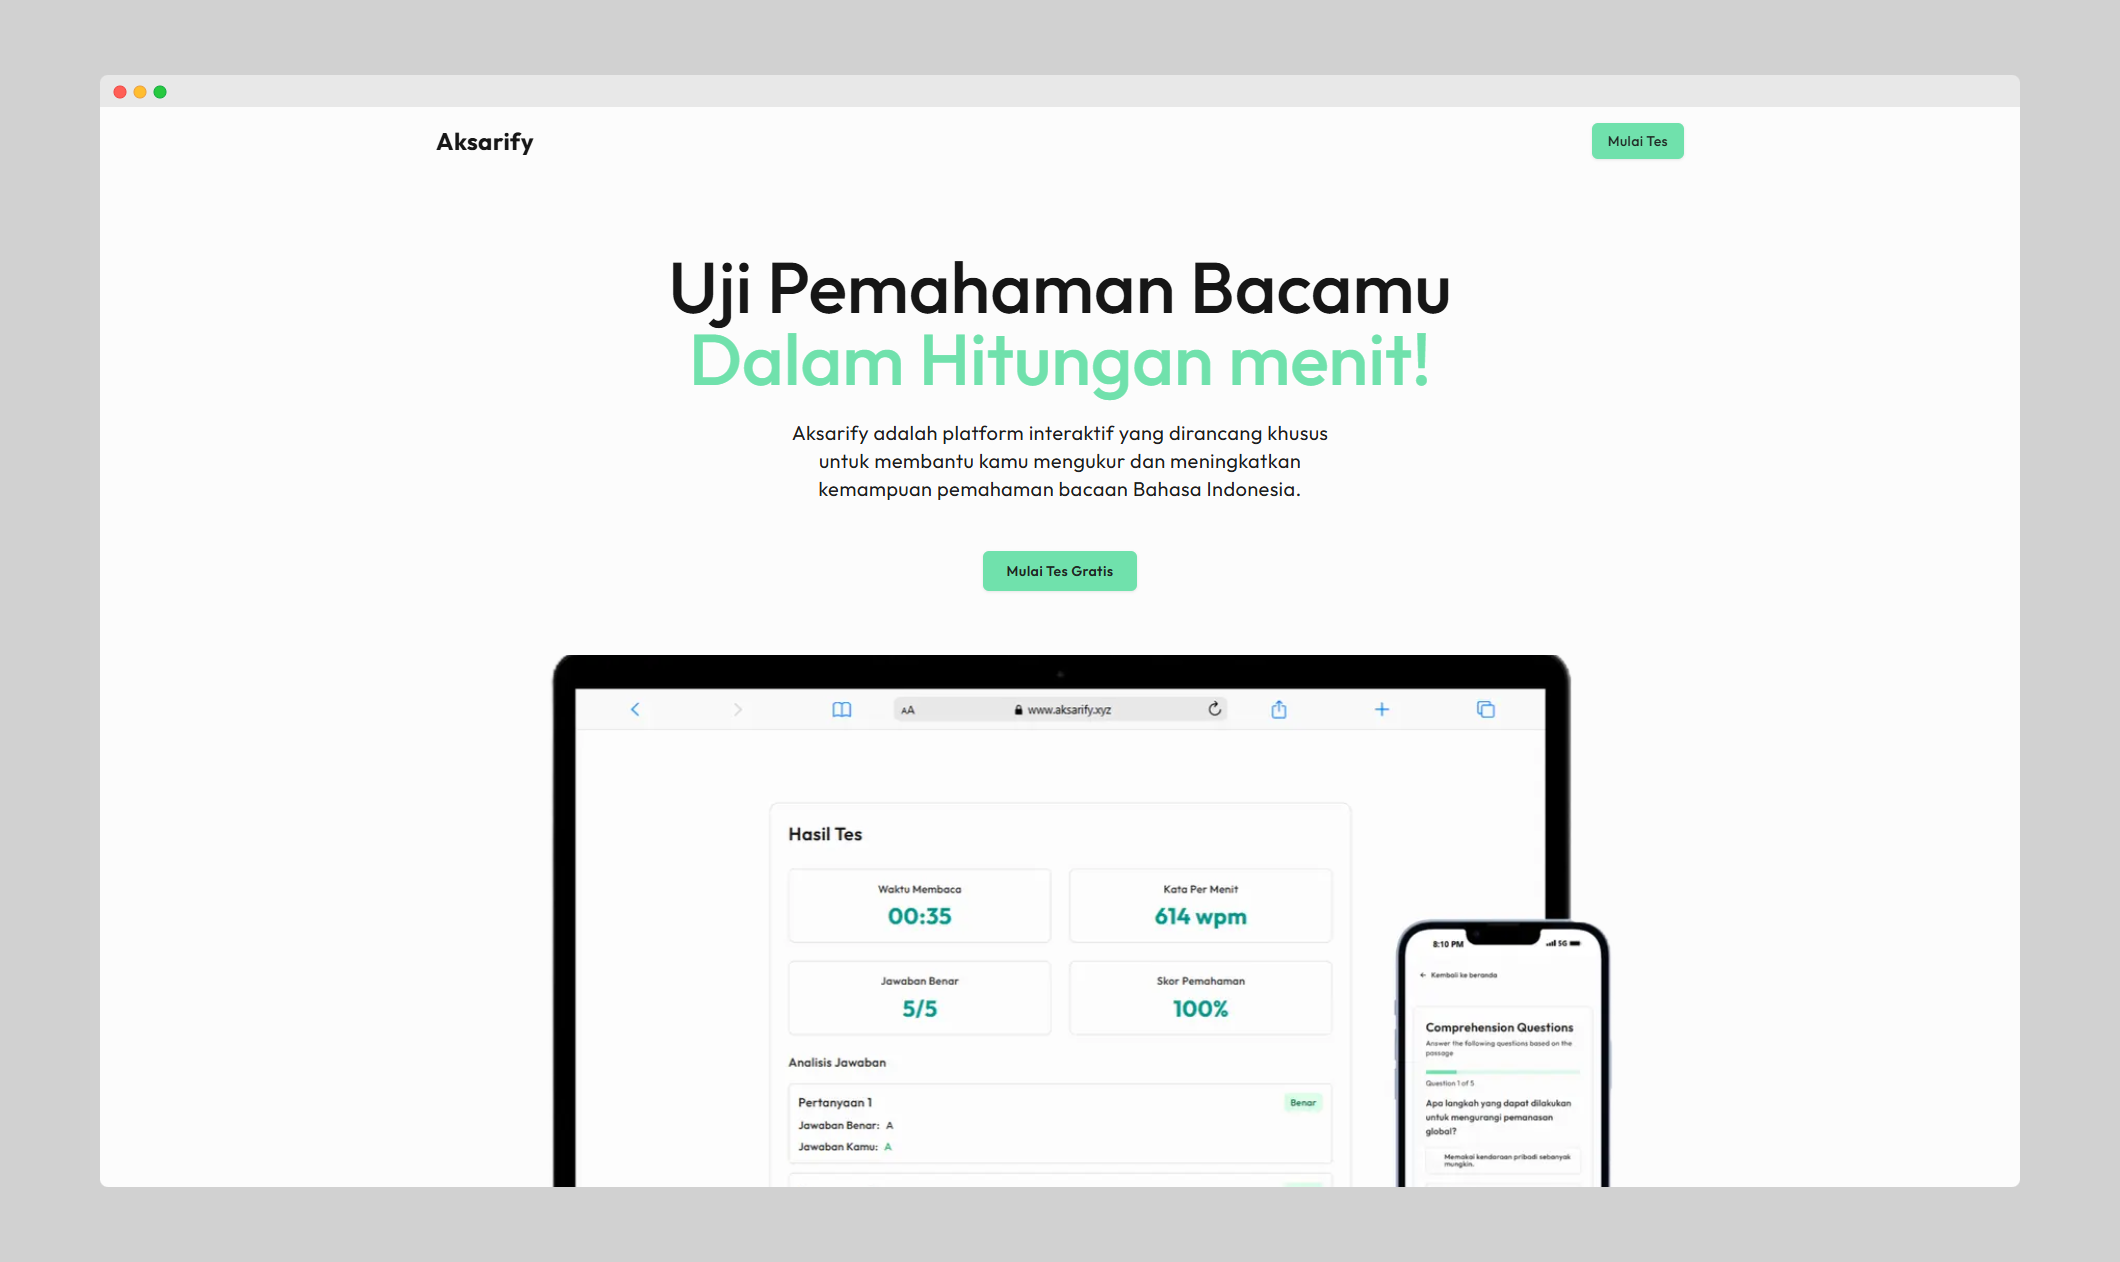 Aksarify
Mulai Tes
Uji Pemahaman Bacamu
Dalam Hitungan menit!
Aksarify adalah platform interaktif yang dirancang khusus
untuk membantu kamu mengukur dan meningkatkan
kemampuan pemahaman bacaan Bahasa Indonesia.
Mulai Tes Gratis
AA
www.aksarify.xyz
Hasil Tes
Waktu Membaca
00:35
Kata Per Menit
614 wpm
Jawaban Benar
5/5
Skor Pemahaman
100%
Analisis Jawaban
Pertanyaan 1
Benar
Jawaban Benar: A
Jawaban Kamu: A
8:10 PM
5G
← Kembali ke beranda
Comprehension Questions
Answer the following questions based on the
passage
Question 1 of 5
Apa langkah yang dapat dilakukan
untuk mengurangi pemanasan
global?
Memakai kendaraan pribadi sebanyak
mungkin.